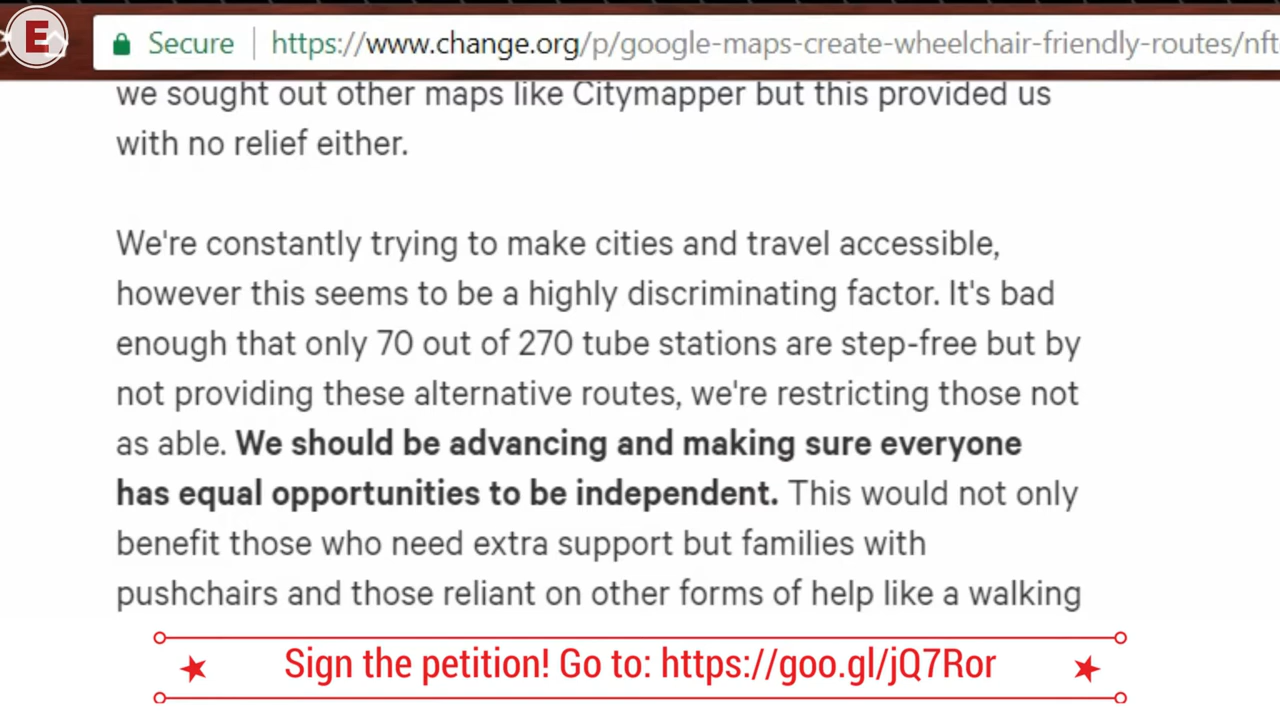 E
Secure https://www.change.org/p/google-maps-create-wheelchair-friendly-routes/nft
we sought out other maps like Citymapper but this provided us
with no relief either.
We're constantly trying to make cities and travel accessible,
however this seems to be a highly discriminating factor. It's bad
enough that only 70 out of 270 tube stations are step-free but by
not providing these alternative routes, we're restricting those not
as able. We should be advancing and making sure everyone
has equal opportunities to be independent. This would not only
benefit those who need extra support but families with
pushchairs and those reliant on other forms of help like a walking
Sign the petition! Go to: https://goo.gl/jQ7Ror